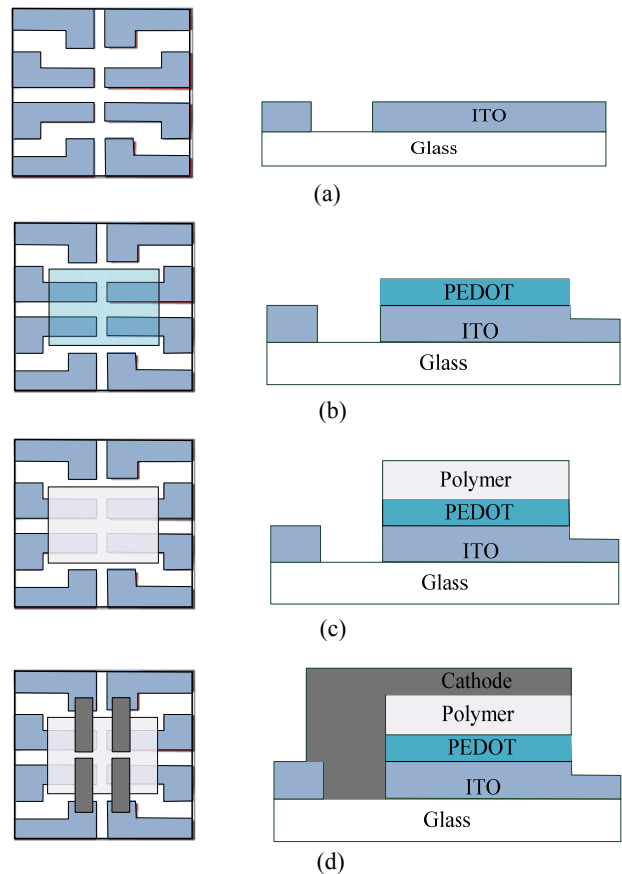 ITO
Glass
(a)
PEDOT
ITO
Glass
(b)
Polymer
PEDOT
ITO
Glass
(c)
Cathode
Polymer
PEDOT
ITO
Glass
(d)